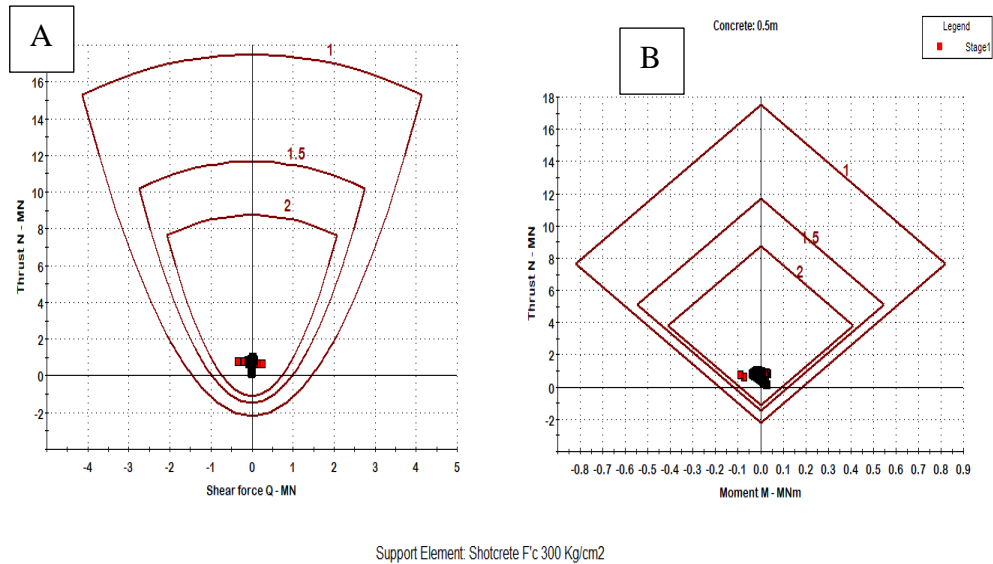 A
Thrust N - MN
16
14
12
10
8
6
4
2
0
-2
1
1.5
2
-4 -3 -2 -1 0 1 2 3 4 5
Shear force Q - MN
Concrete: 0.5m
B
Legend
Stage1
Thrust N - MN
18
16
14
12
10
8
6
4
2
0
-2
1
1.5
2
-0.8 -0.7 -0.6 -0.5 -0.4 -0.3 -0.2 -0.1 0.0 0.1 0.2 0.3 0.4 0.5 0.6 0.7 0.8 0.9
Moment M - MNm
Support Element: Shotcrete F'c 300 Kg/cm2